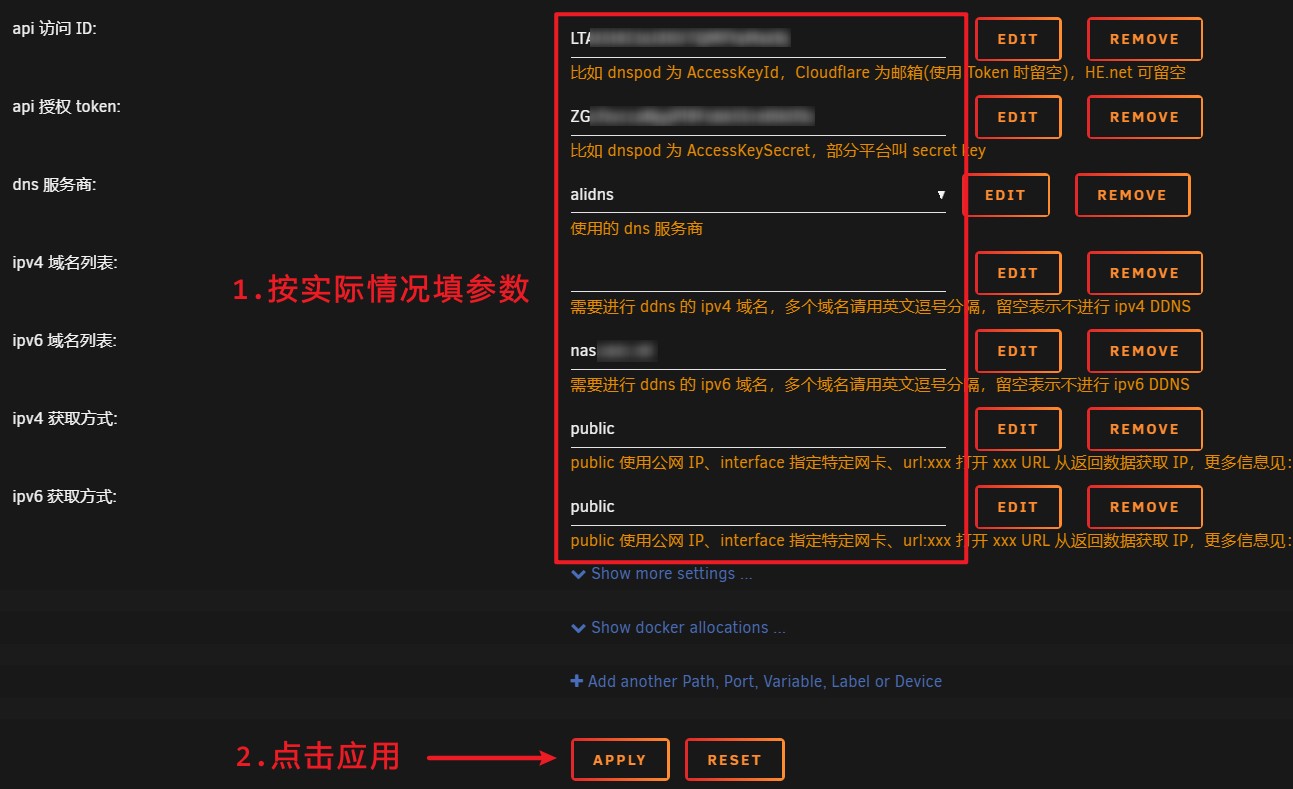 api 访问 ID:
LTA
EDIT
REMOVE
比如 dnspod 为 AccessKeyId，Cloudflare 为邮箱(使用 Token 时留空)，HE.net 可留空
api 授权 token:
ZG
EDIT
REMOVE
比如 dnspod 为 AccessKeySecret，部分平台叫 secret key
dns 服务商:
alidns
EDIT
REMOVE
使用的 dns 服务商
ipv4 域名列表:
EDIT
REMOVE
1.按实际情况填参数
需要进行 ddns 的 ipv4 域名，多个域名请用英文逗号分隔，留空表示不进行 ipv4 DDNS
ipv6 域名列表:
nas
EDIT
REMOVE
需要进行 ddns 的 ipv6 域名，多个域名请用英文逗号分隔，留空表示不进行 ipv6 DDNS
ipv4 获取方式:
public
EDIT
REMOVE
public 使用公网 IP、interface 指定特定网卡、url:xxx 打开 xxx URL 从返回数据获取 IP，更多信息见:
ipv6 获取方式:
public
EDIT
REMOVE
public 使用公网 IP、interface 指定特定网卡、url:xxx 打开 xxx URL 从返回数据获取 IP，更多信息见:
Show more settings ...
Show docker allocations ...
Add another Path, Port, Variable, Label or Device
2.点击应用
APPLY
RESET